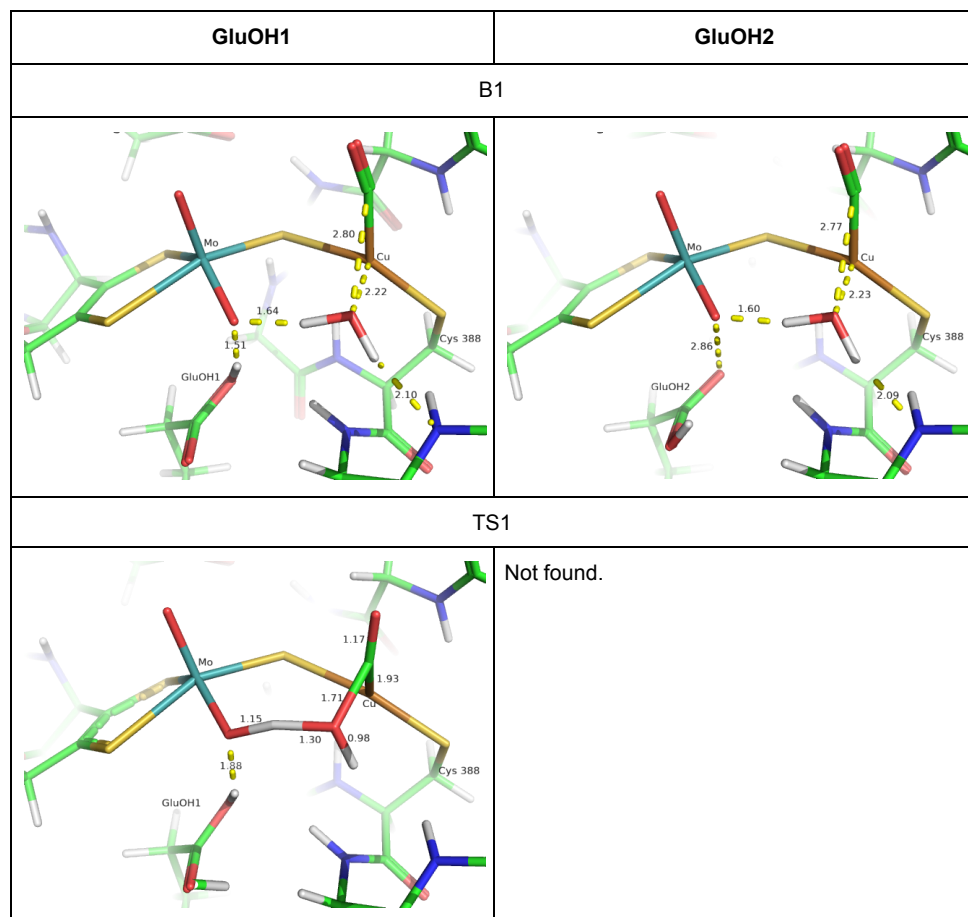 GluOH1 GluOH2
B1
Mo
2.80
Cu
2.22
1.64
1.51
Cys 388
GluOH1
2.10
Mo
2.77
Cu
2.23
1.60
2.86
Cys 388
GluOH2
2.09
TS1
Not found.
1.17
Mo
1.93
1.71
Cu
1.15
1.30
0.98
1.88
Cys 388
GluOH1